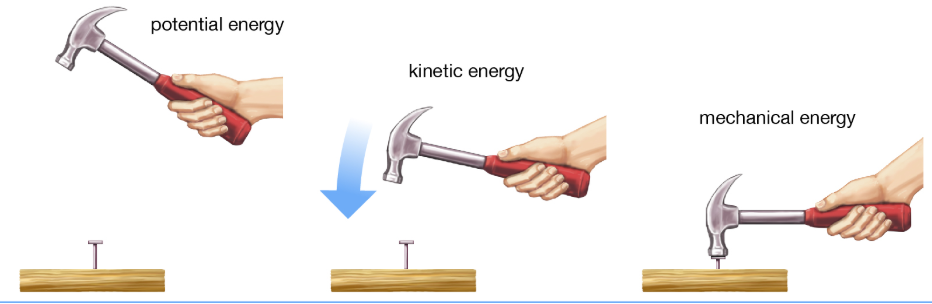 potential energy
kinetic energy
mechanical energy